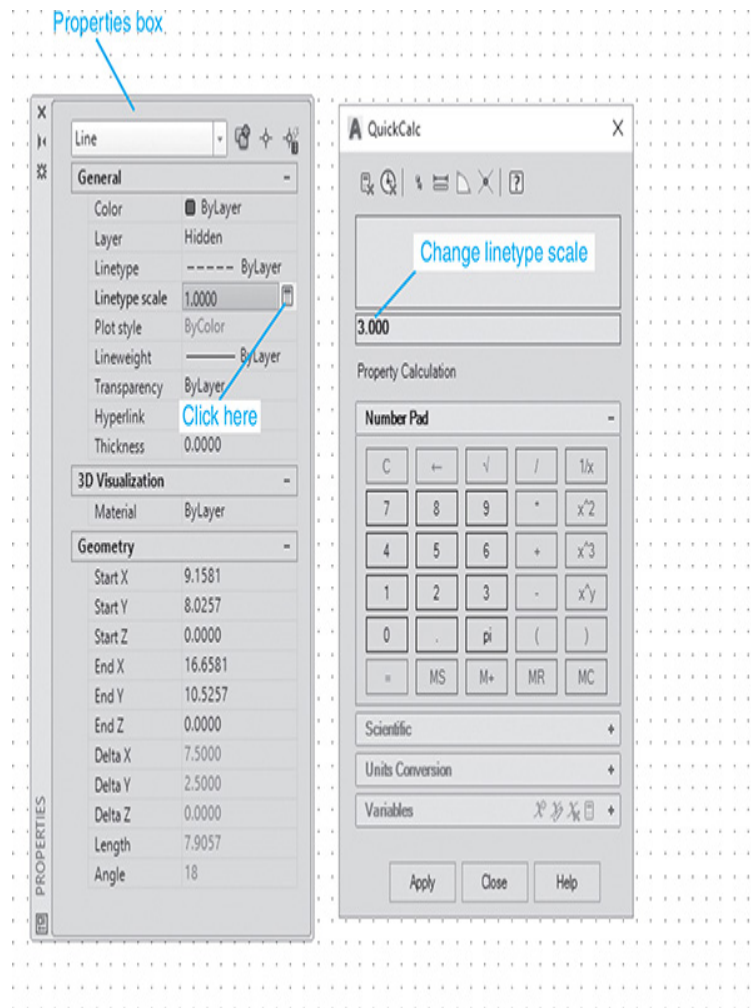 Properties box
Line
General -
Color ByLayer
Layer Hidden
Linetype ByLayer
Linetype scale 1.0000
Plot style ByColor
Lineweight ByLayer
Transparency ByLayer
Hyperlink
Click here
Thickness 0.0000
3D Visualization -
Material ByLayer
Geometry -
Start X 9.1581
Start Y 8.0257
Start Z 0.0000
End X 16.6581
End Y 10.5257
End Z 0.0000
Delta X 7.5000
Delta Y 2.5000
Delta Z 0.0000
Length 7.9057
Angle 18
PROPERTIES
A QuickCalc X
?
Change linetype scale
3.000
Property Calculation
Number Pad -
C ← √ / 1/x
7 8 9 * x^2
4 5 6 + x^3
1 2 3 - x^y
0 . pi ( )
= MS M+ MR MC
Scientific +
Units Conversion +
Variables +
Apply Close Help